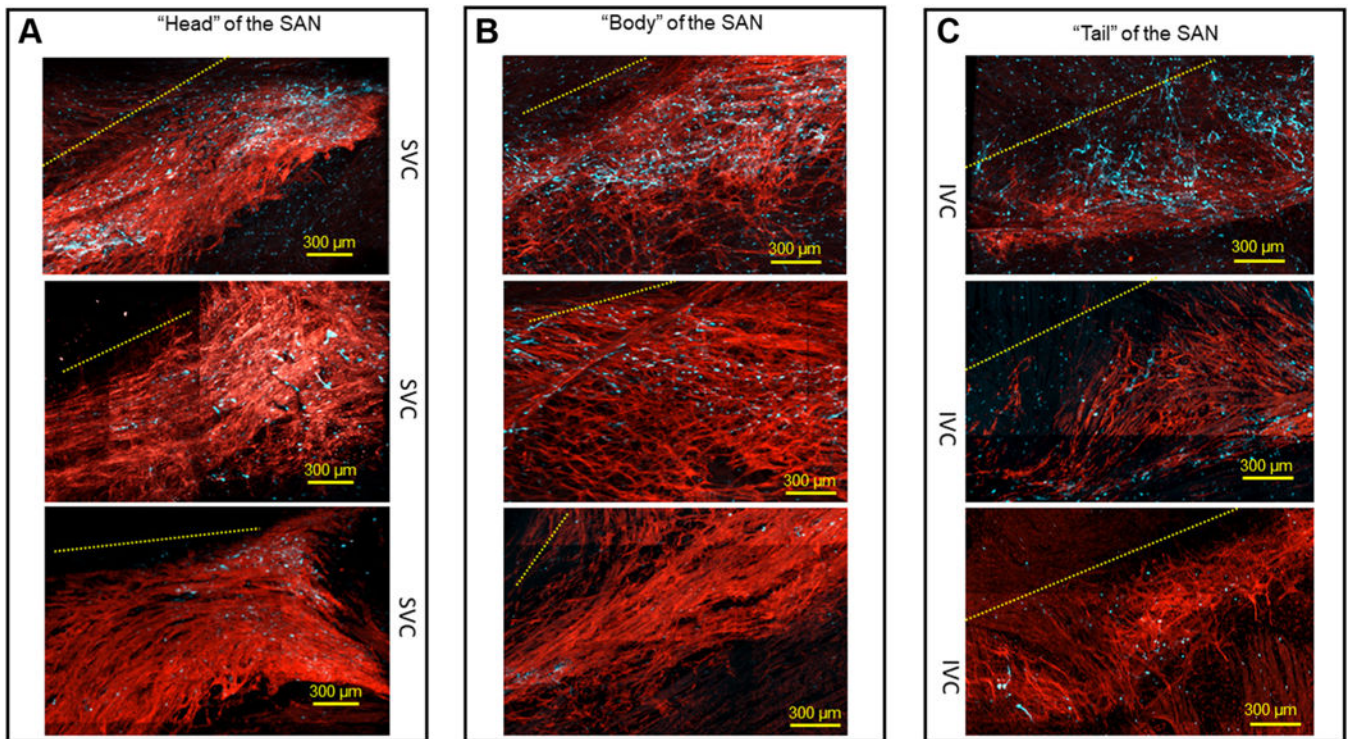 A
"Head" of the SAN
300 µm
SVC
300 µm
SVC
300 µm
SVC
B
"Body" of the SAN
300 µm
300 µm
300 µm
C
"Tail" of the SAN
IVC
300 µm
IVC
300 µm
IVC
300 µm